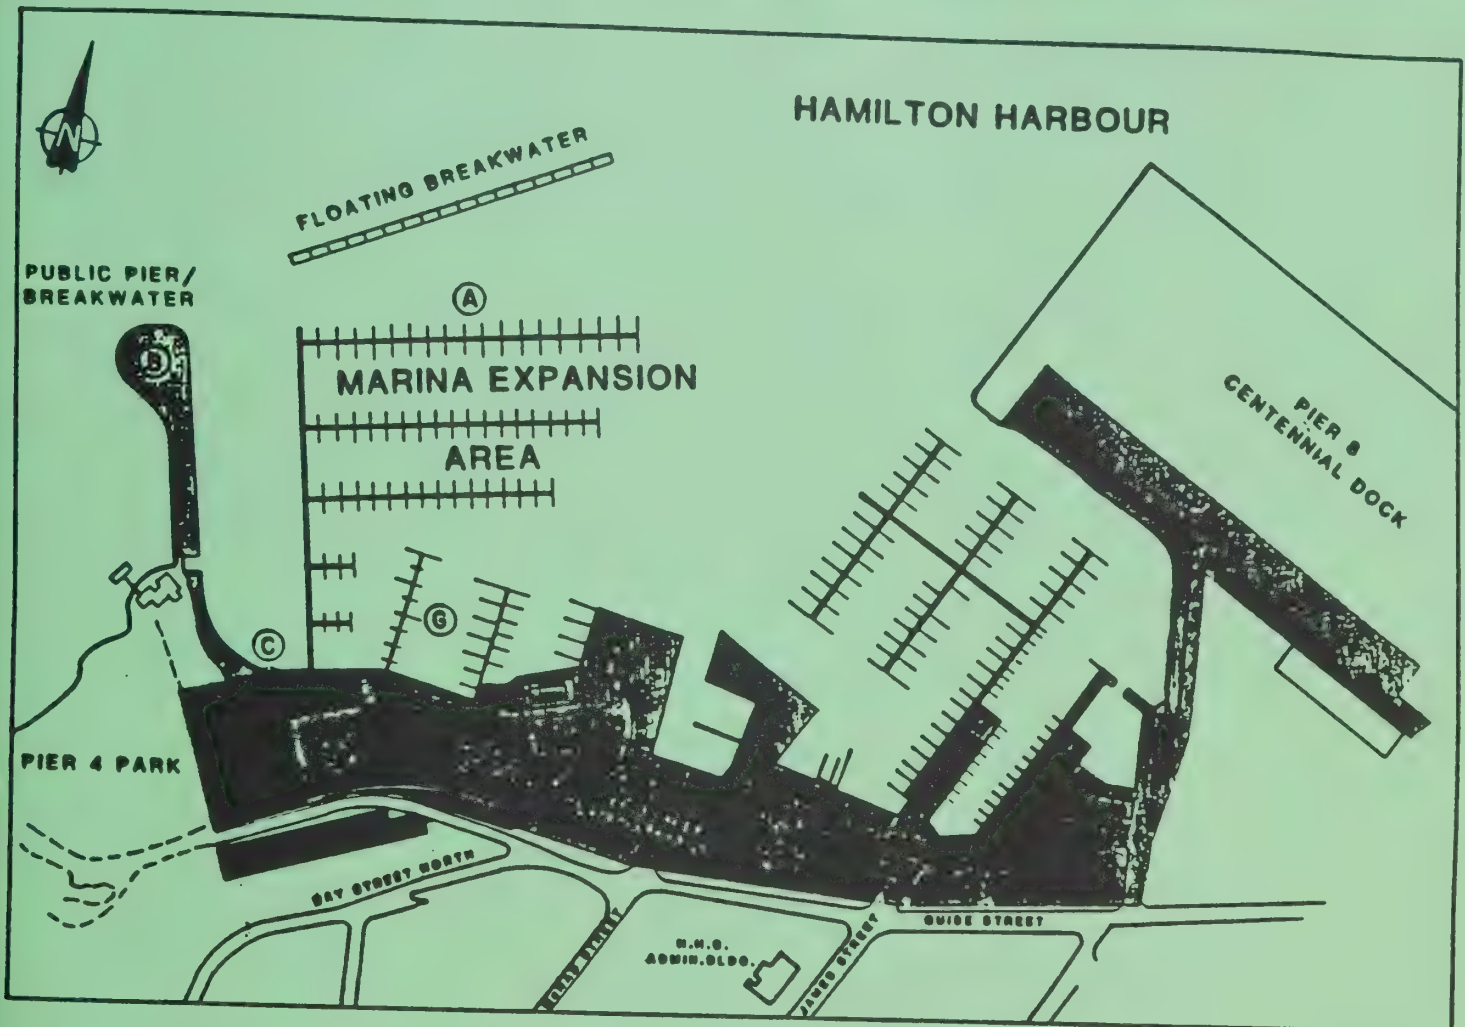 N
HAMILTON HARBOUR
FLOATING BREAKWATER
PUBLIC PIER/
BREAKWATER
A
B
MARINA EXPANSION
AREA
PIER 8
CENTENNIAL DOCK
G
C
PIER 4 PARK
BAY STREET NORTH
STREET
H.H.C.
ADMIN.BLDG.
JAMES STREET
GUISE STREET